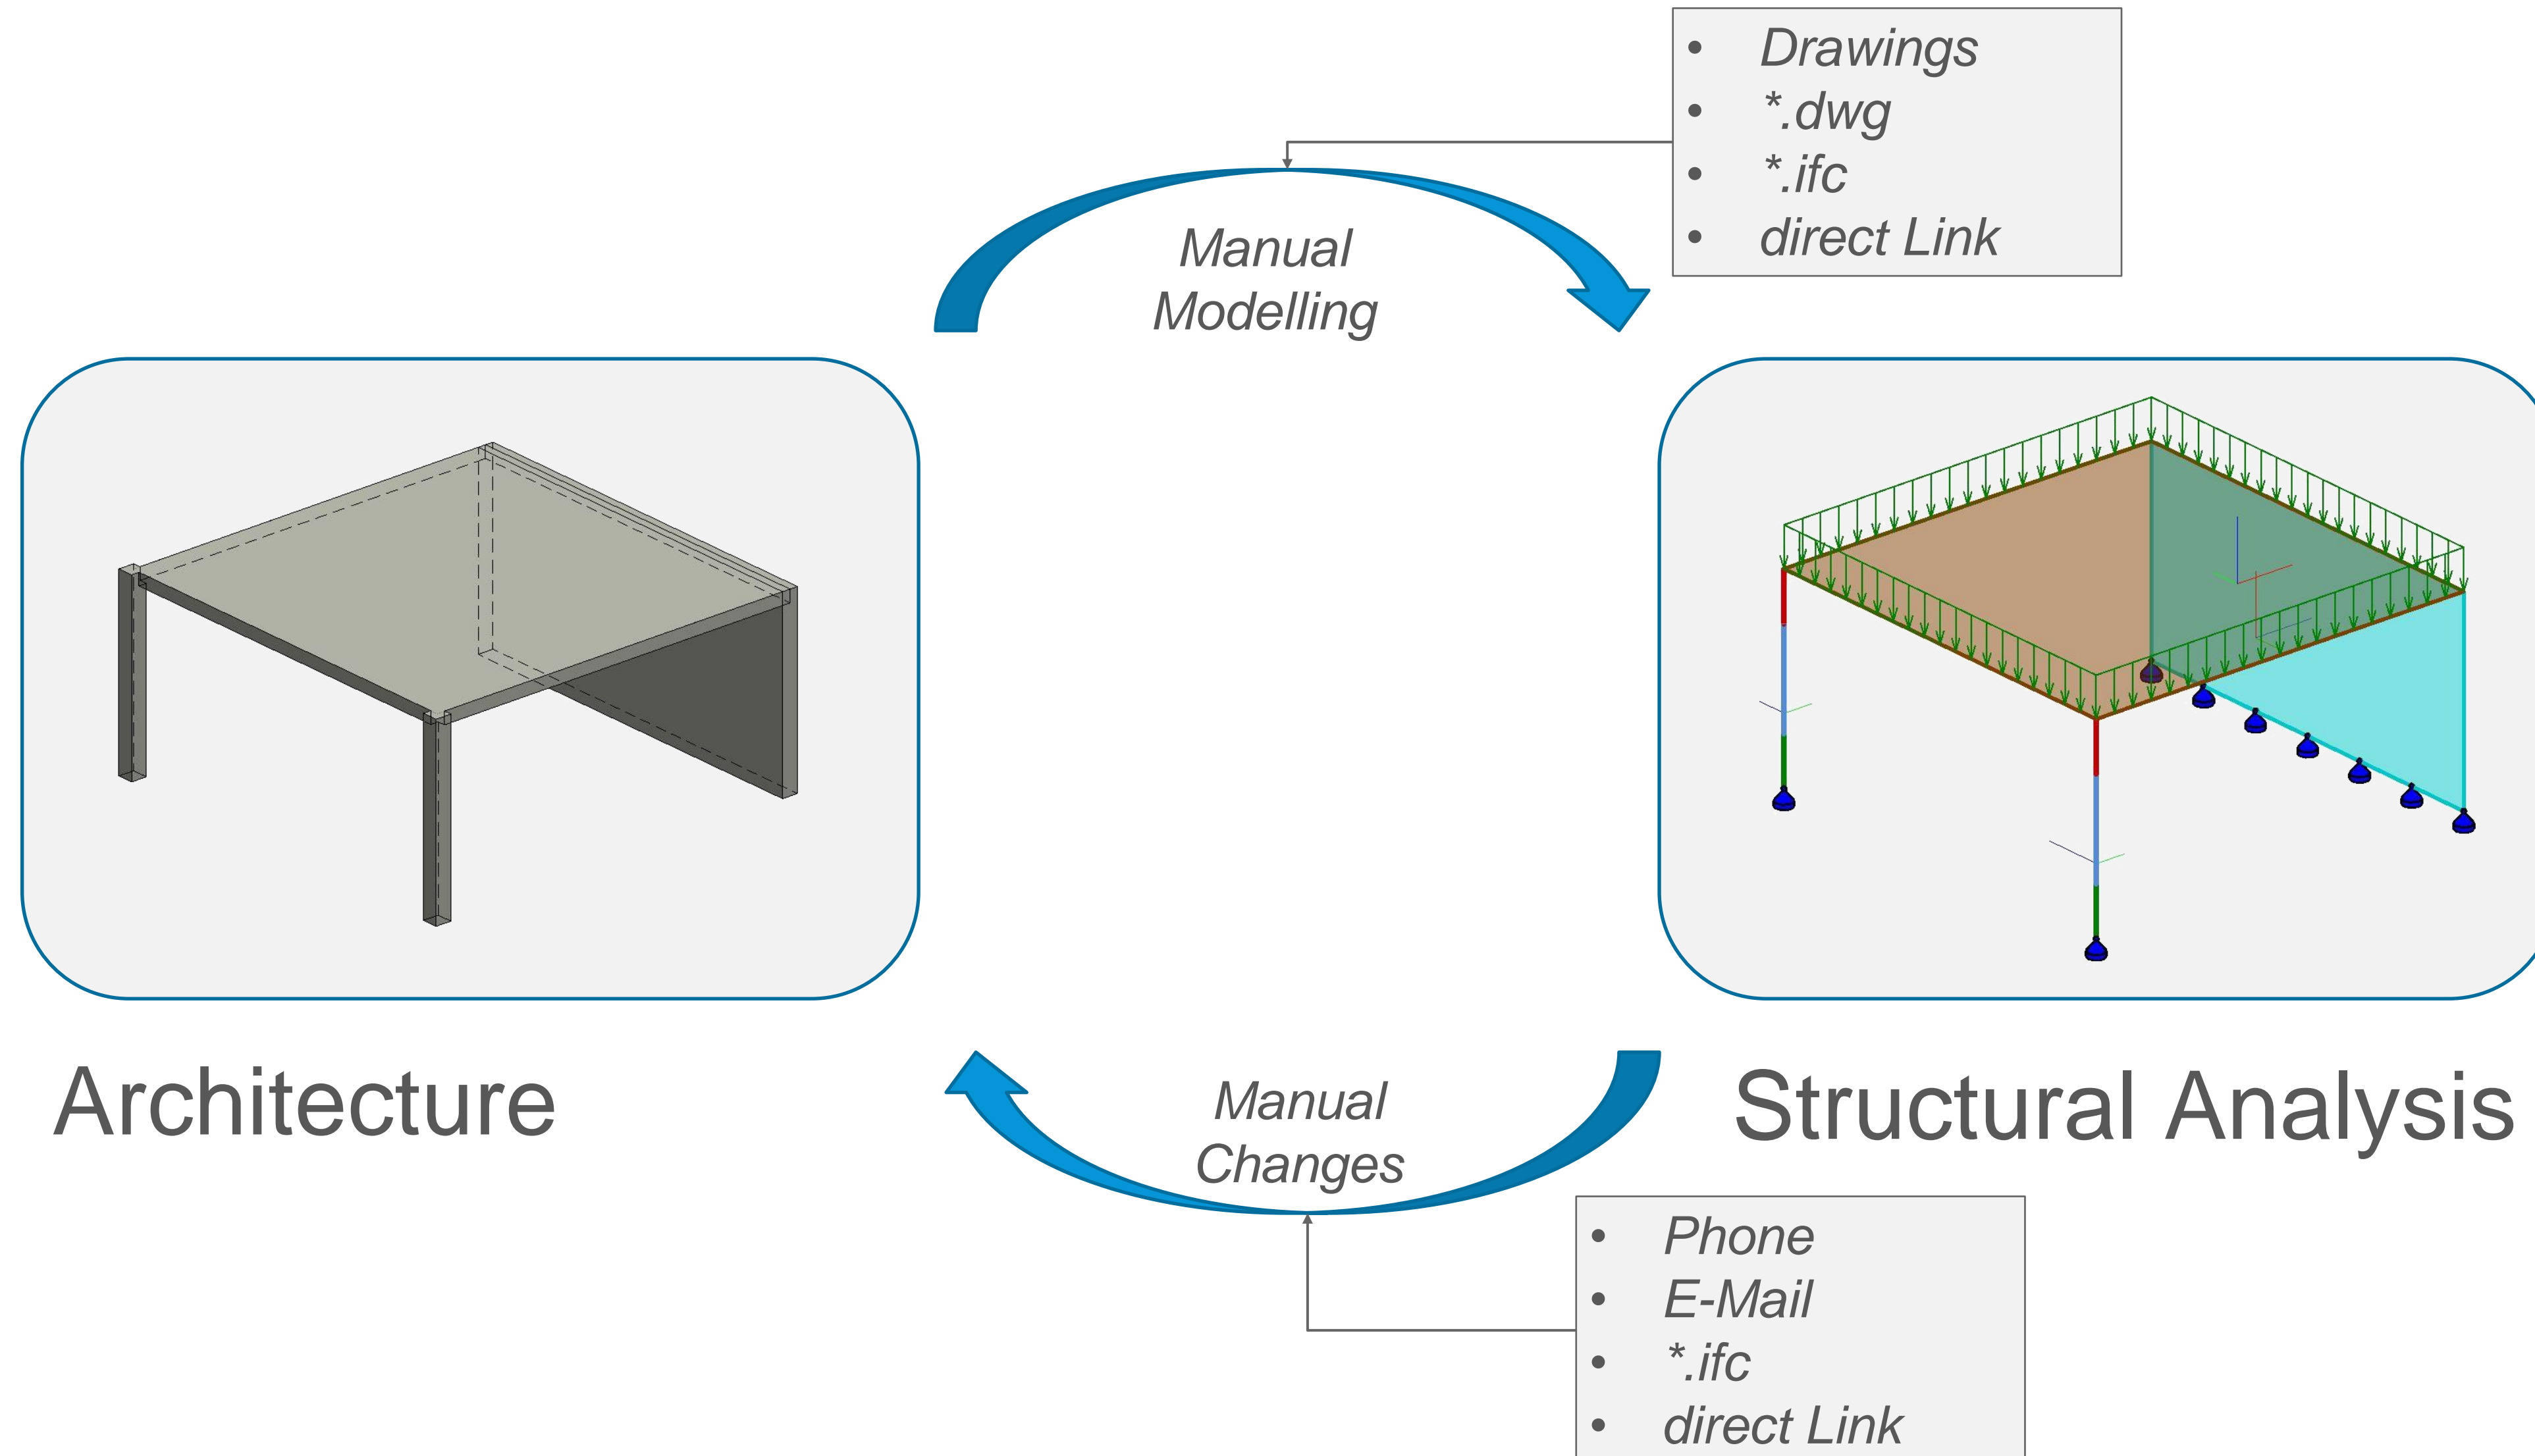 • Drawings
• *.dwg
• *.ifc
• direct Link
Manual
Modelling
Architecture
Structural Analysis
Manual
Changes
• Phone
• E-Mail
• *.ifc
• direct Link